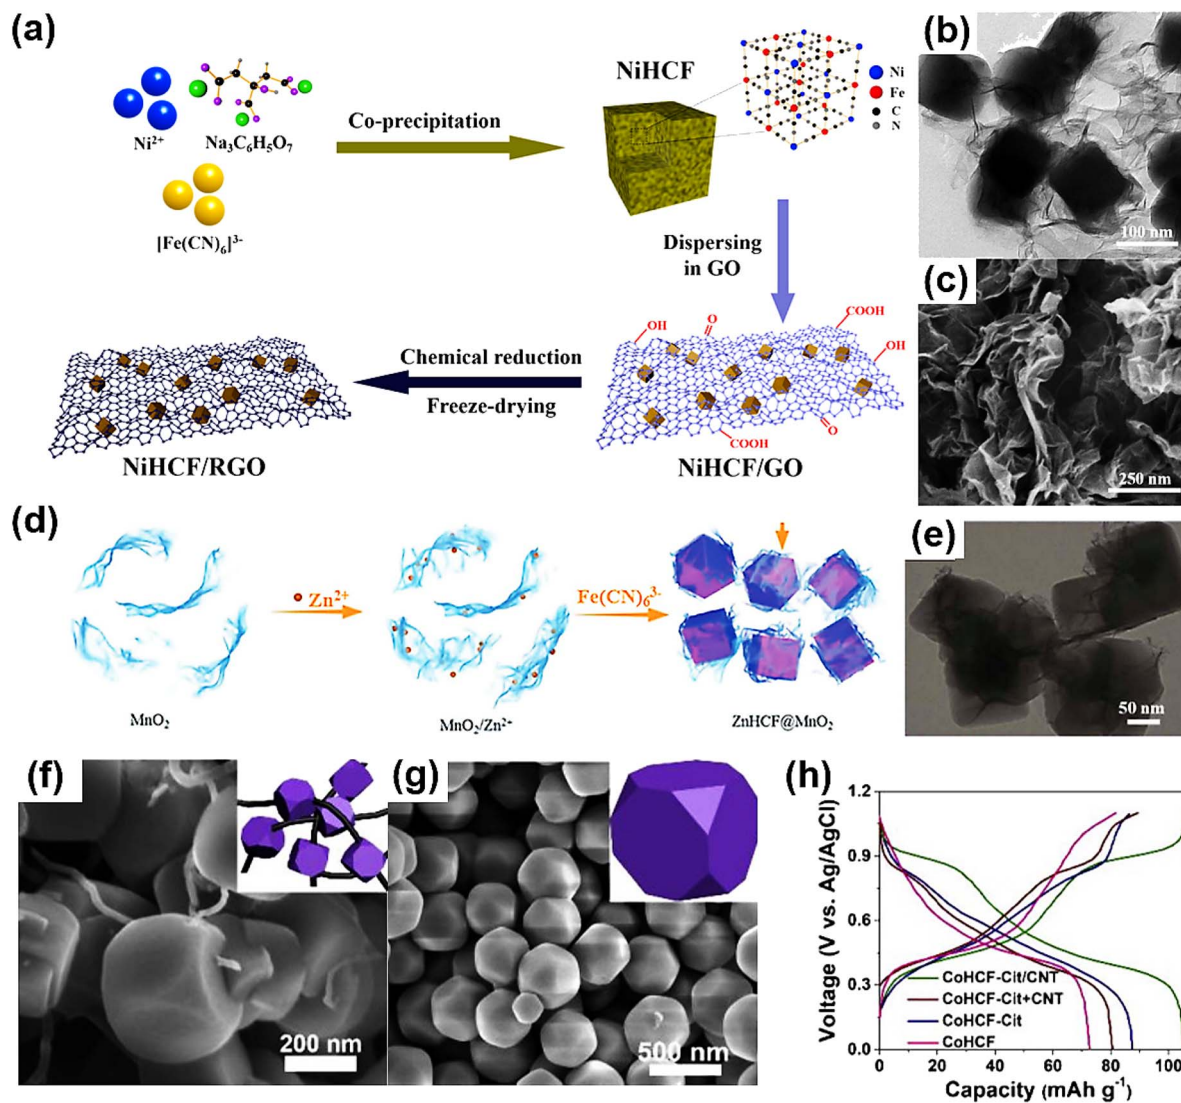 (a)
Ni²⁺
Na₃C₆H₅O₇
[Fe(CN)₆]³⁻
Co-precipitation
NiHCF
Ni
Fe
C
N
Dispersing
in GO
OH
O
COOH
OH
COOH
O
NiHCF/GO
Chemical reduction
Freeze-drying
NiHCF/RGO
(b)
100 nm
(c)
250 nm
(d)
MnO₂
Zn²⁺
MnO₂/Zn²⁺
Fe(CN)₆³⁻
ZnHCF@MnO₂
(e)
50 nm
(f)
200 nm
(g)
500 nm
(h)
Voltage (V vs. Ag/AgCl)
1.2
0.9
0.6
0.3
0.0
CoHCF-Cit/CNT
CoHCF-Cit+CNT
CoHCF-Cit
CoHCF
0 20 40 60 80 100
Capacity (mAh g⁻¹)